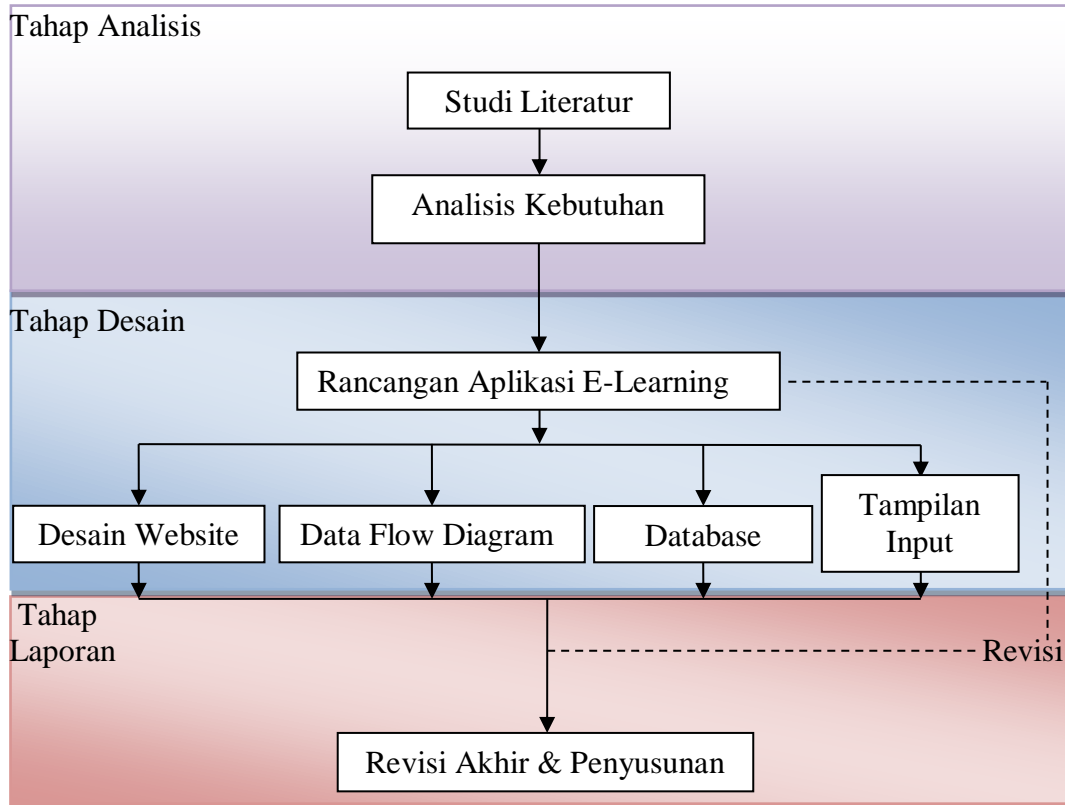 Tahap Analisis
Studi Literatur
Analisis Kebutuhan
Tahap Desain
Rancangan Aplikasi E-Learning
Desain Website
Data Flow Diagram
Database
Tampilan
Input
Tahap
Laporan
Revisi
Revisi Akhir & Penyusunan